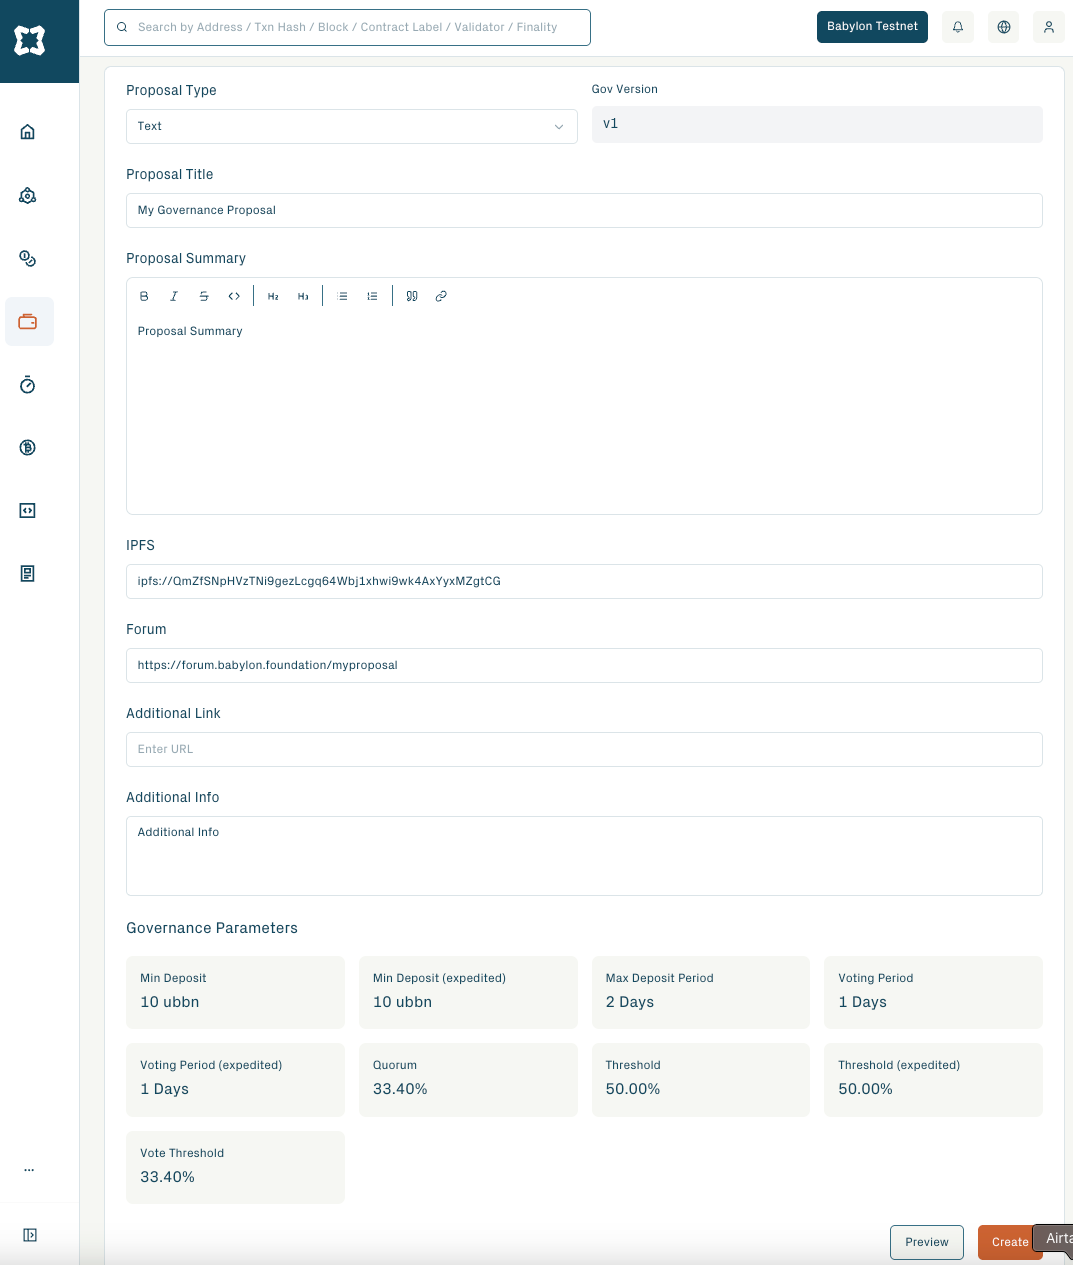 Search by Address / Txn Hash / Block / Contract Label / Validator / Finality
Babylon Testnet
Proposal Type
Gov Version
Text
v1
Proposal Title
My Governance Proposal
Proposal Summary
B I S <> H2 H3
Proposal Summary
IPFS
ipfs://QmZfSNpHVzTNi9gezLcgq64Wbj1xhwi9wk4AxYyxMZgtCG
Forum
https://forum.babylon.foundation/myproposal
Additional Link
Enter URL
Additional Info
Additional Info
Governance Parameters
Min Deposit
10 ubbn
Min Deposit (expedited)
10 ubbn
Max Deposit Period
2 Days
Voting Period
1 Days
Voting Period (expedited)
1 Days
Quorum
33.40%
Threshold
50.00%
Threshold (expedited)
50.00%
Vote Threshold
33.40%
Preview
Create
Airta